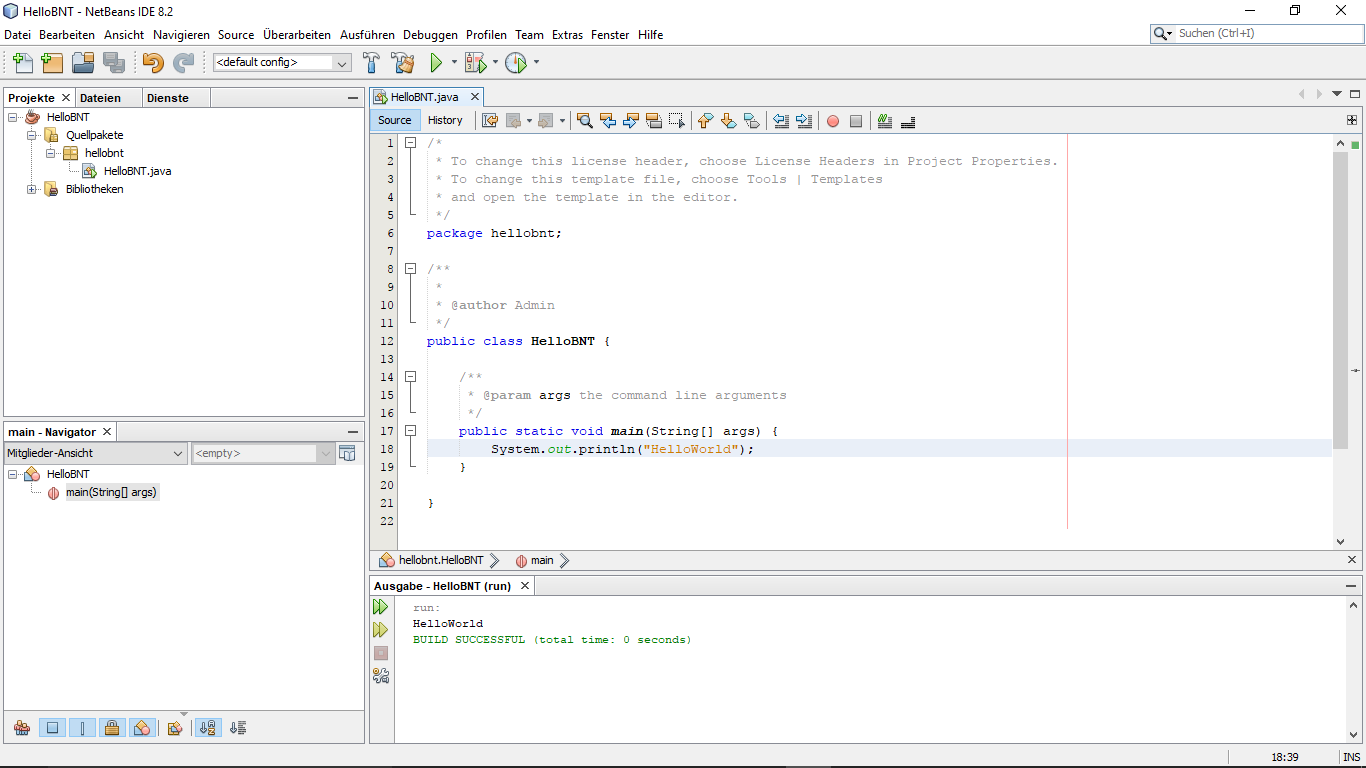 HelloBNT - NetBeans IDE 8.2
Datei Bearbeiten Ansicht Navigieren Source Überarbeiten Ausführen Debuggen Profilen Team Extras Fenster Hilfe
Suchen (Ctrl+I)
<default config>
Projekte Dateien Dienste
HelloBNT
Quellpakete
hellobnt
HelloBNT.java
Bibliotheken
main - Navigator
Mitglieder-Ansicht <empty>
HelloBNT
main(String[] args)
HelloBNT.java
Source History
1 /*
2 * To change this license header, choose License Headers in Project Properties.
3 * To change this template file, choose Tools | Templates
4 * and open the template in the editor.
5 */
6 package hellobnt;
7
8 /**
9 *
10 * @author Admin
11 */
12 public class HelloBNT {
13
14 /**
15 * @param args the command line arguments
16 */
17 public static void main(String[] args) {
18 System.out.println("HelloWorld");
19 }
20
21 }
22
hellobnt.HelloBNT main
Ausgabe - HelloBNT (run)
run:
HelloWorld
BUILD SUCCESSFUL (total time: 0 seconds)
18:39 INS